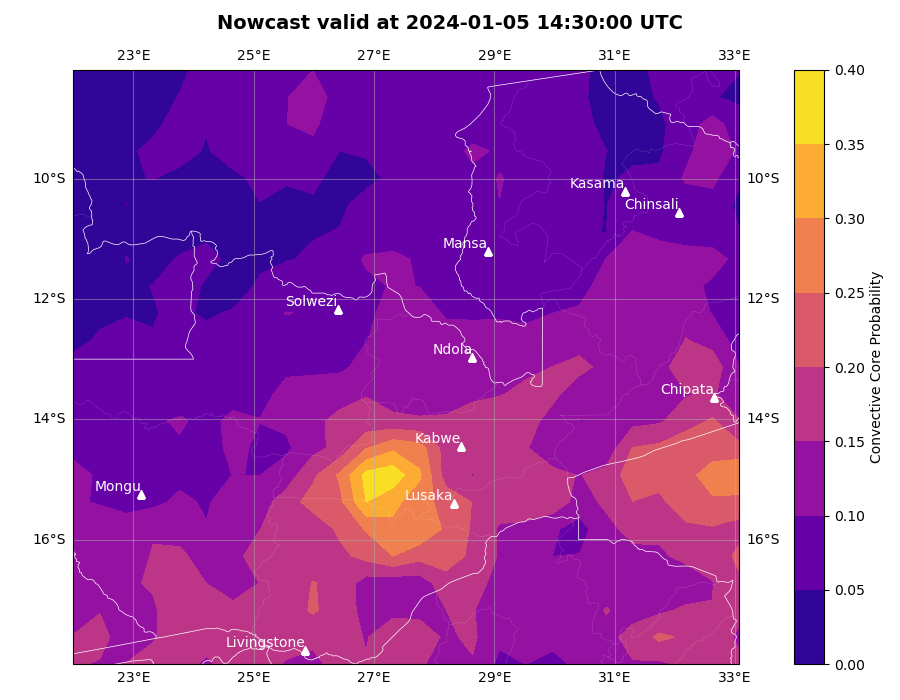 Nowcast valid at 2024-01-05 14:30:00 UTC
23°E 25°E 27°E 29°E 31°E 33°E
0.40
0.35
10°S Kasama 10°S
Chinsali
0.30
Mansa
0.25
12°S Solwezi 12°S
Ndola
0.20
Chipata
14°S 14°S
Kabwe
0.15
Mongu Lusaka
0.10
16°S 16°S
0.05
Livingstone
0.00
23°E 25°E 27°E 29°E 31°E 33°E
Convective Core Probability